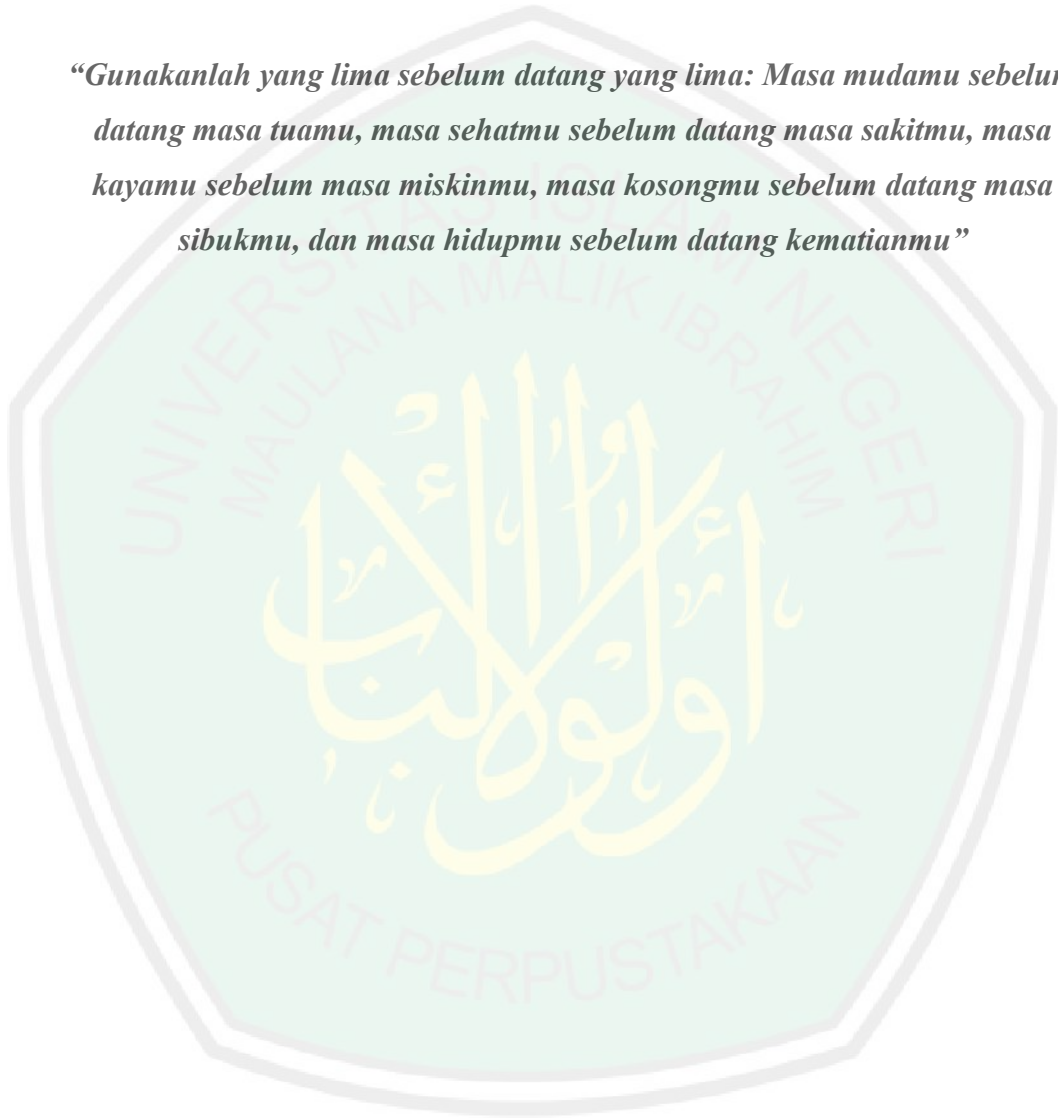 “Gunakanlah yang lima sebelum datang yang lima: Masa mudamu sebelum
datang masa tuamu, masa sehatmu sebelum datang masa sakitmu, masa
kayamu sebelum masa miskinmu, masa kosongmu sebelum datang masa
sibukmu, dan masa hidupmu sebelum datang kematianmu”
UNIVERSITAS ISLAM NEGERI
MAULANA MALIK IBRAHIM
أولو الألباب
PUSAT PERPUSTAKAAN